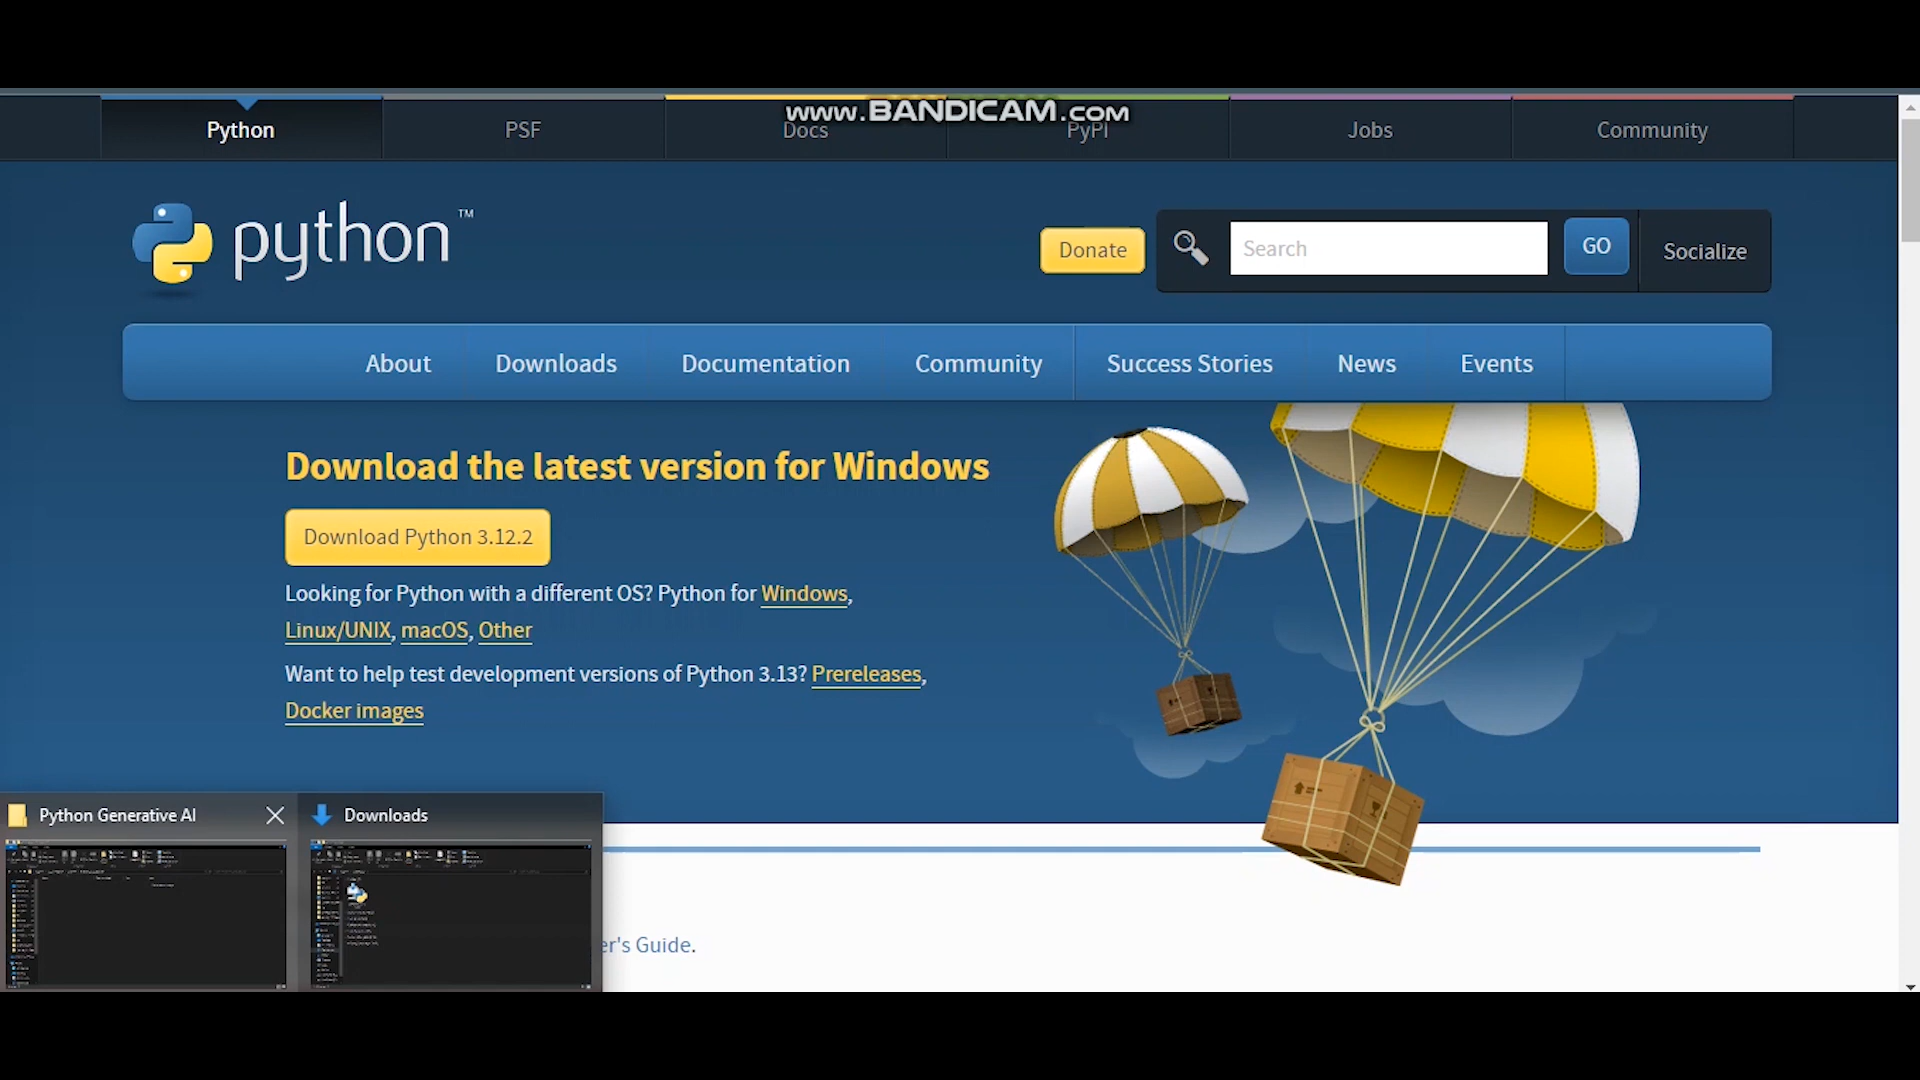 www.BANDICAM.com
Python
PSF
Docs
PyPI
Jobs
Community
python™
Donate
Search
GO
Socialize
About
Downloads
Documentation
Community
Success Stories
News
Events
Download the latest version for Windows
Download Python 3.12.2
Looking for Python with a different OS? Python for Windows,
Linux/UNIX, macOS, Other
Want to help test development versions of Python 3.13? Prereleases,
Docker images
Python Generative AI
Downloads
er's Guide.